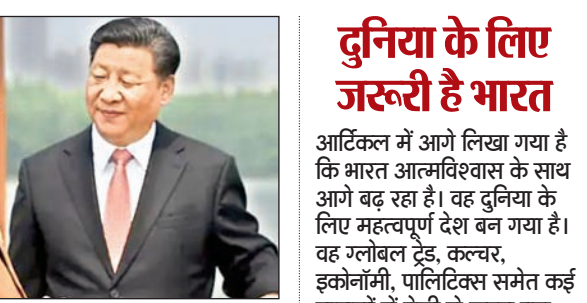 दुनिया के लिए
जरूरी है भारत
आर्टिकल में आगे लिखा गया है
कि भारत आत्मविश्वास के साथ
आगे बढ़ रहा है। वह दुनिया के
लिए महत्वपूर्ण देश बन गया है।
वह ग्लोबल ट्रेड, कल्चर,
इकोनॉमी, पालिटिक्स समेत कई